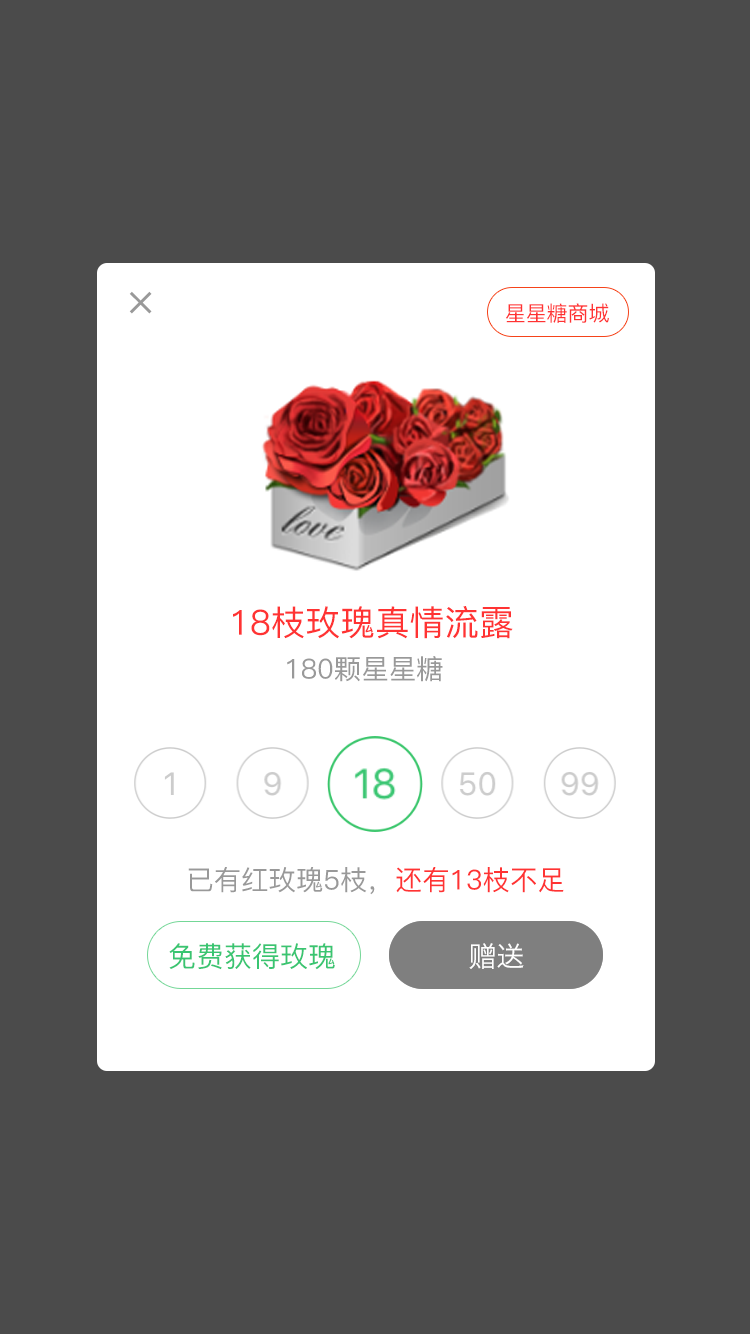 星星糖商城
love
18枝玫瑰真情流露
180颗星星糖
1 9 18 50 99
已有红玫瑰5枝，还有13枝不足
免费获得玫瑰 赠送